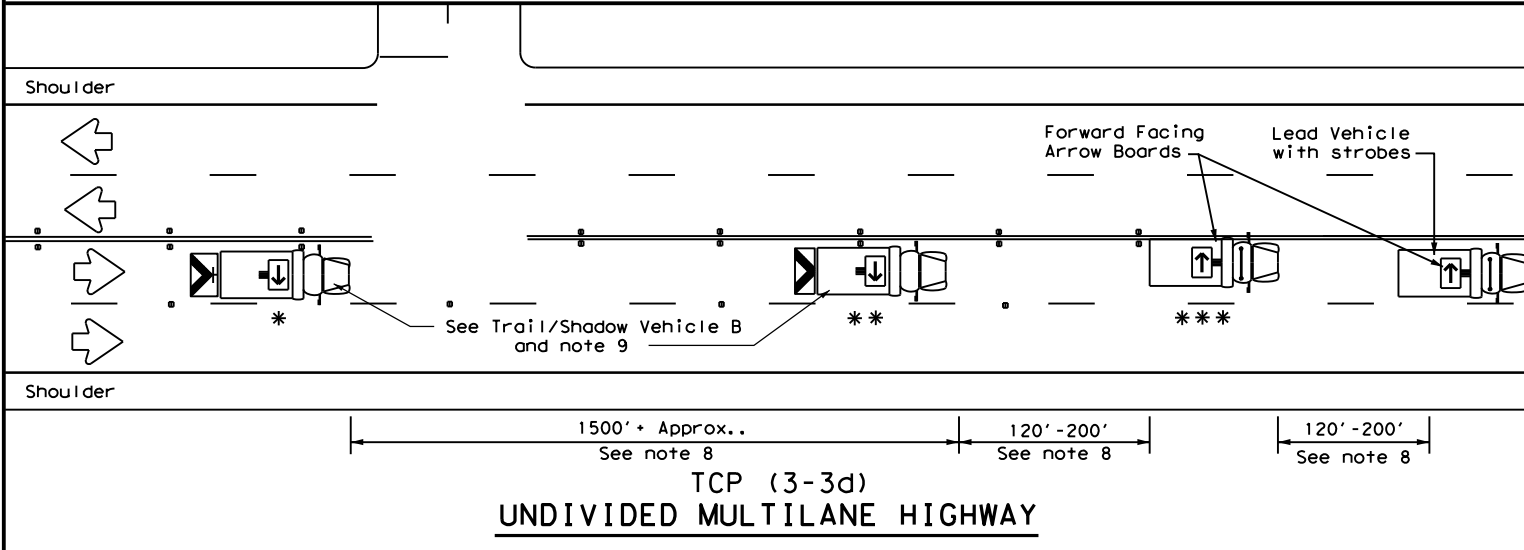 Shoulder
Forward Facing
Arrow Boards
Lead Vehicle
with strobes
*
**
***
See Trail/Shadow Vehicle B
and note 9
Shoulder
1500'+ Approx..
See note 8
120'-200'
See note 8
120'-200'
See note 8
TCP (3-3d)
UNDIVIDED MULTILANE HIGHWAY